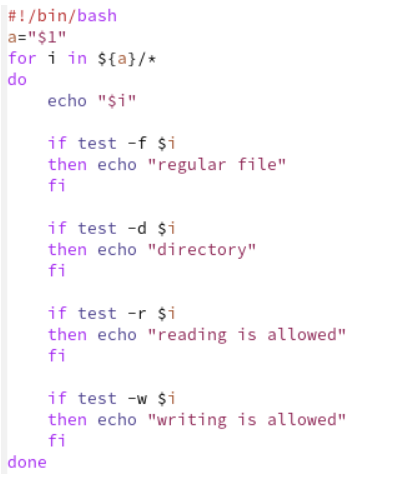 #!/bin/bash
a="$1"
for i in ${a}/*
do
    echo "$i"

    if test -f $i
    then echo "regular file"
    fi

    if test -d $i
    then echo "directory"
    fi

    if test -r $i
    then echo "reading is allowed"
    fi

    if test -w $i
    then echo "writing is allowed"
    fi
done